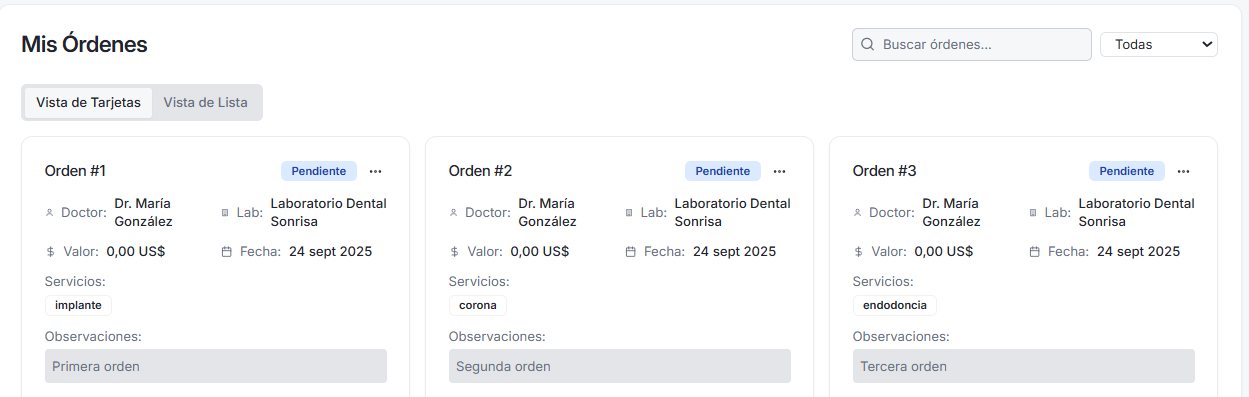 Mis Órdenes
Buscar órdenes...
Todas
Vista de Tarjetas
Vista de Lista
Orden #1
Pendiente
Doctor: Dr. María González
Lab: Laboratorio Dental Sonrisa
Valor: 0,00 US$
Fecha: 24 sept 2025
Servicios:
implante
Observaciones:
Primera orden
Orden #2
Pendiente
Doctor: Dr. María González
Lab: Laboratorio Dental Sonrisa
Valor: 0,00 US$
Fecha: 24 sept 2025
Servicios:
corona
Observaciones:
Segunda orden
Orden #3
Pendiente
Doctor: Dr. María González
Lab: Laboratorio Dental Sonrisa
Valor: 0,00 US$
Fecha: 24 sept 2025
Servicios:
endodoncia
Observaciones:
Tercera orden